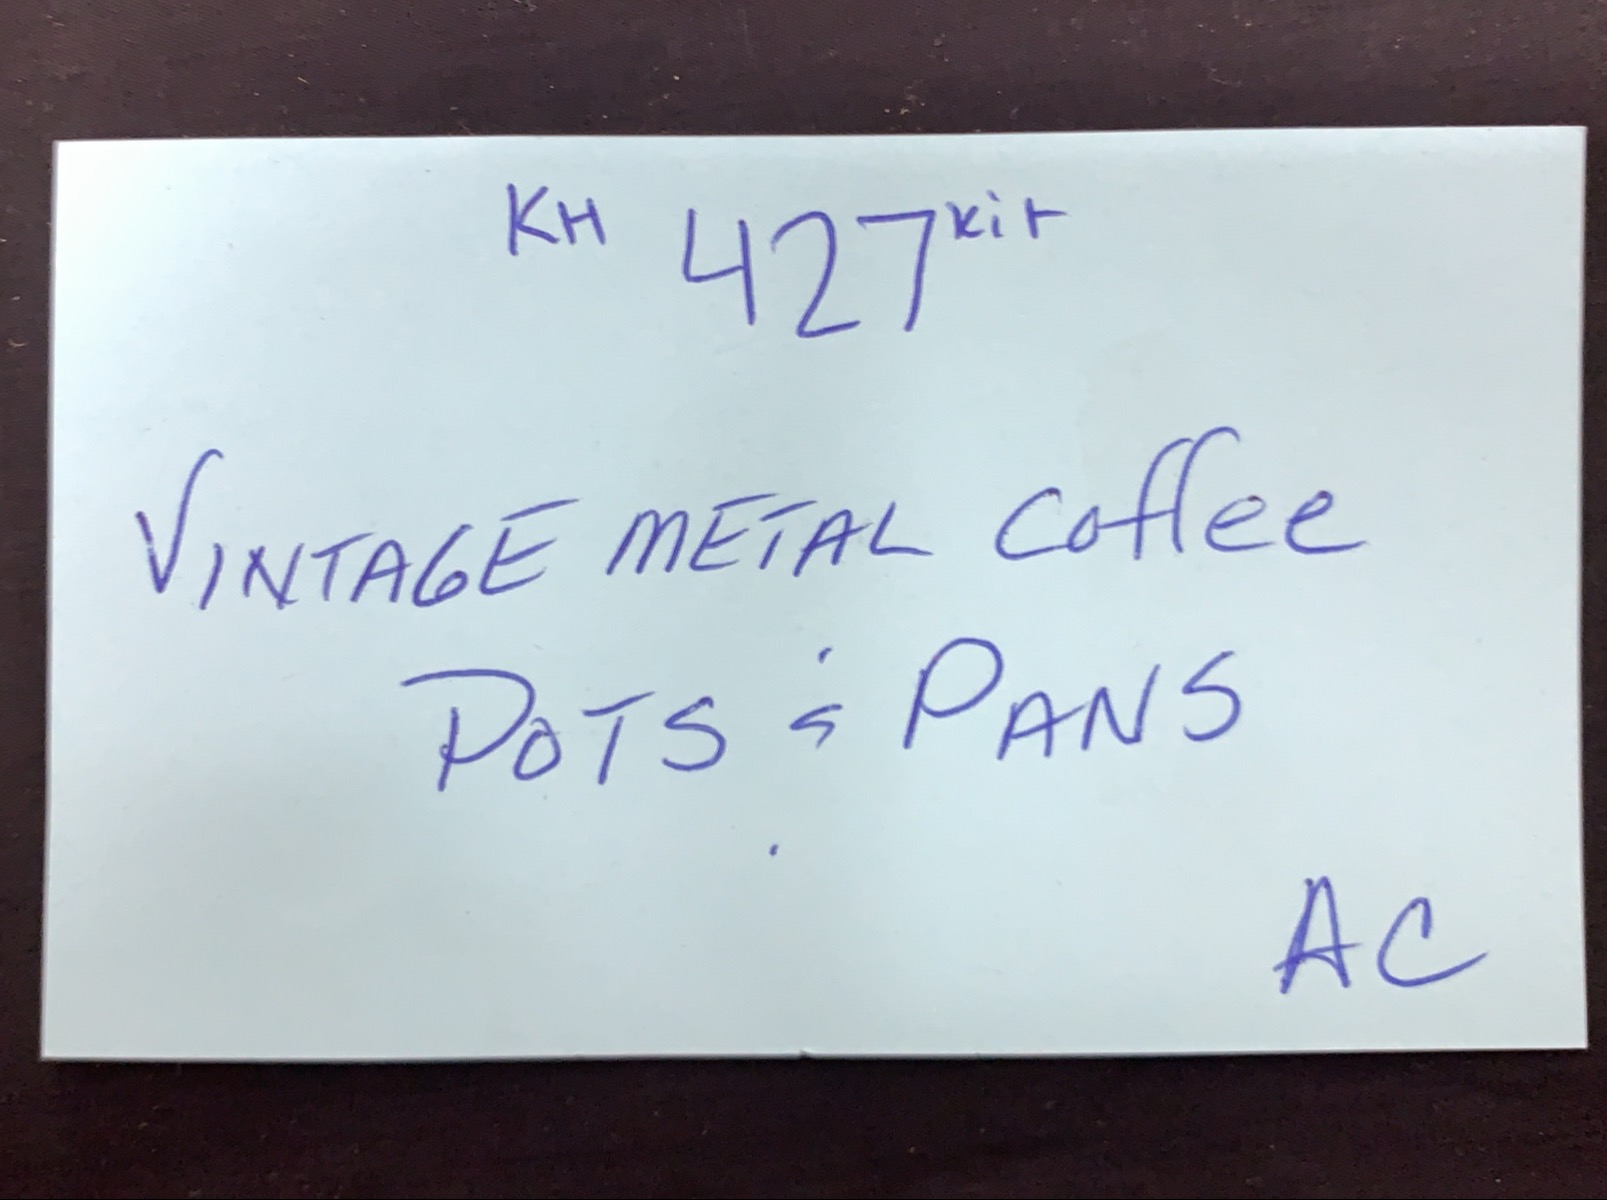 KH 427 Kit
VINTAGE METAL Coffee
POTS & PANS
AC